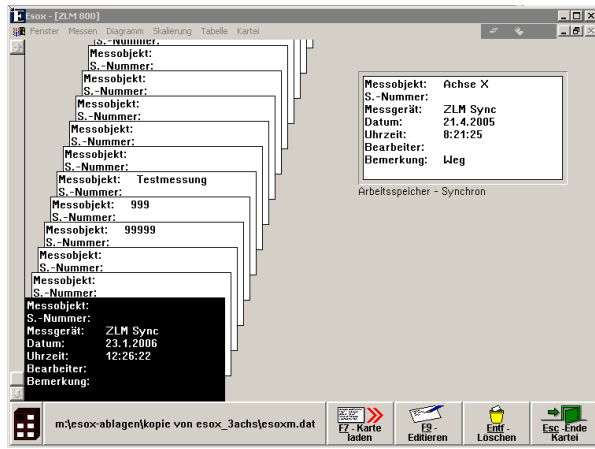 Esox - [ZLM 800]
Fenster Messen Diagramm Skalierung Tabelle Kartei
S.-Nummer:
Messobjekt:
S.-Nummer:
Messobjekt:
S.-Nummer:
Messobjekt:
S.-Nummer:
Messobjekt:
S.-Nummer:
Messobjekt:
S.-Nummer:
Messobjekt: Testmessung
S.-Nummer:
Messobjekt: 999
S.-Nummer:
Messobjekt: 99999
S.-Nummer:
Messobjekt:
S.-Nummer:
Messobjekt:
S.-Nummer:
Messobjekt:
S.-Nummer:
Messgerät: ZLM Sync
Datum: 23.1.2006
Uhrzeit: 12:26:22
Bearbeiter:
Bemerkung:
Messobjekt: Achse X
S.-Nummer:
Messgerät: ZLM Sync
Datum: 21.4.2005
Uhrzeit: 8:21:25
Bearbeiter:
Bemerkung: Weg
Arbeitsspeicher - Synchron
m:\esox-ablagen\kopie von esox_3achs\esoxm.dat
F7 - Karte
laden
F9 -
Editieren
Entf -
Löschen
Esc -Ende
Kartei